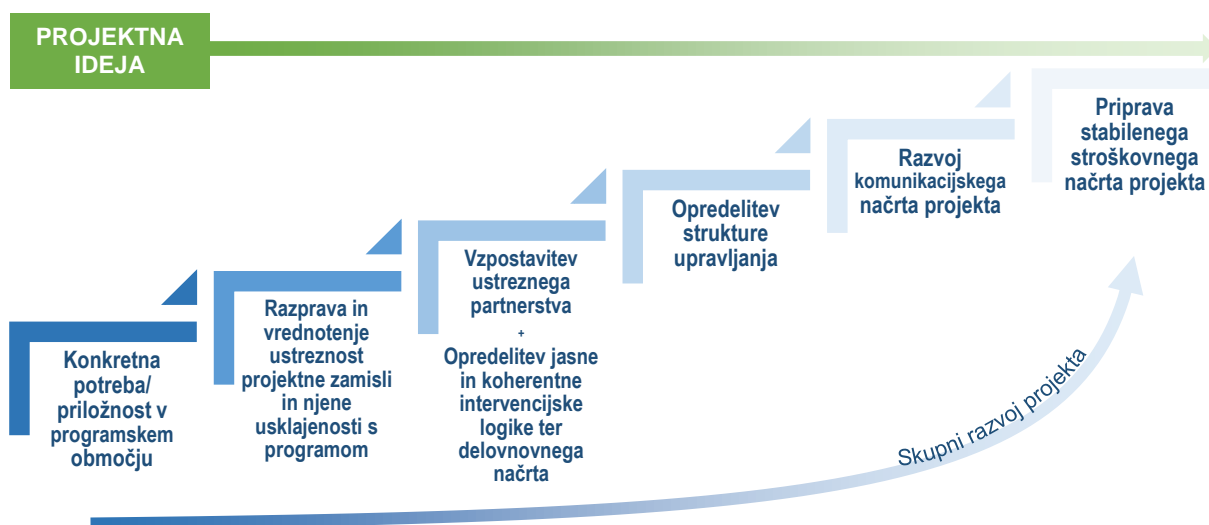 PROJEKTNA
IDEJA
Konkretna
potreba/
priložnost v
programskem
območju
Razprava in
vrednotenje
ustreznost
projektne zamisli
in njene
usklajenosti s
programom
Vzpostavitev
ustreznega
partnerstva
+
Opredelitev jasne
in koherentne
intervencijske
logike ter
delovnovnega
načrta
Opredelitev
strukture
upravljanja
Razvoj
komunikacijskega
načrta projekta
Priprava
stabilenega
stroškovnega
načrta projekta
Skupni razvoj projekta